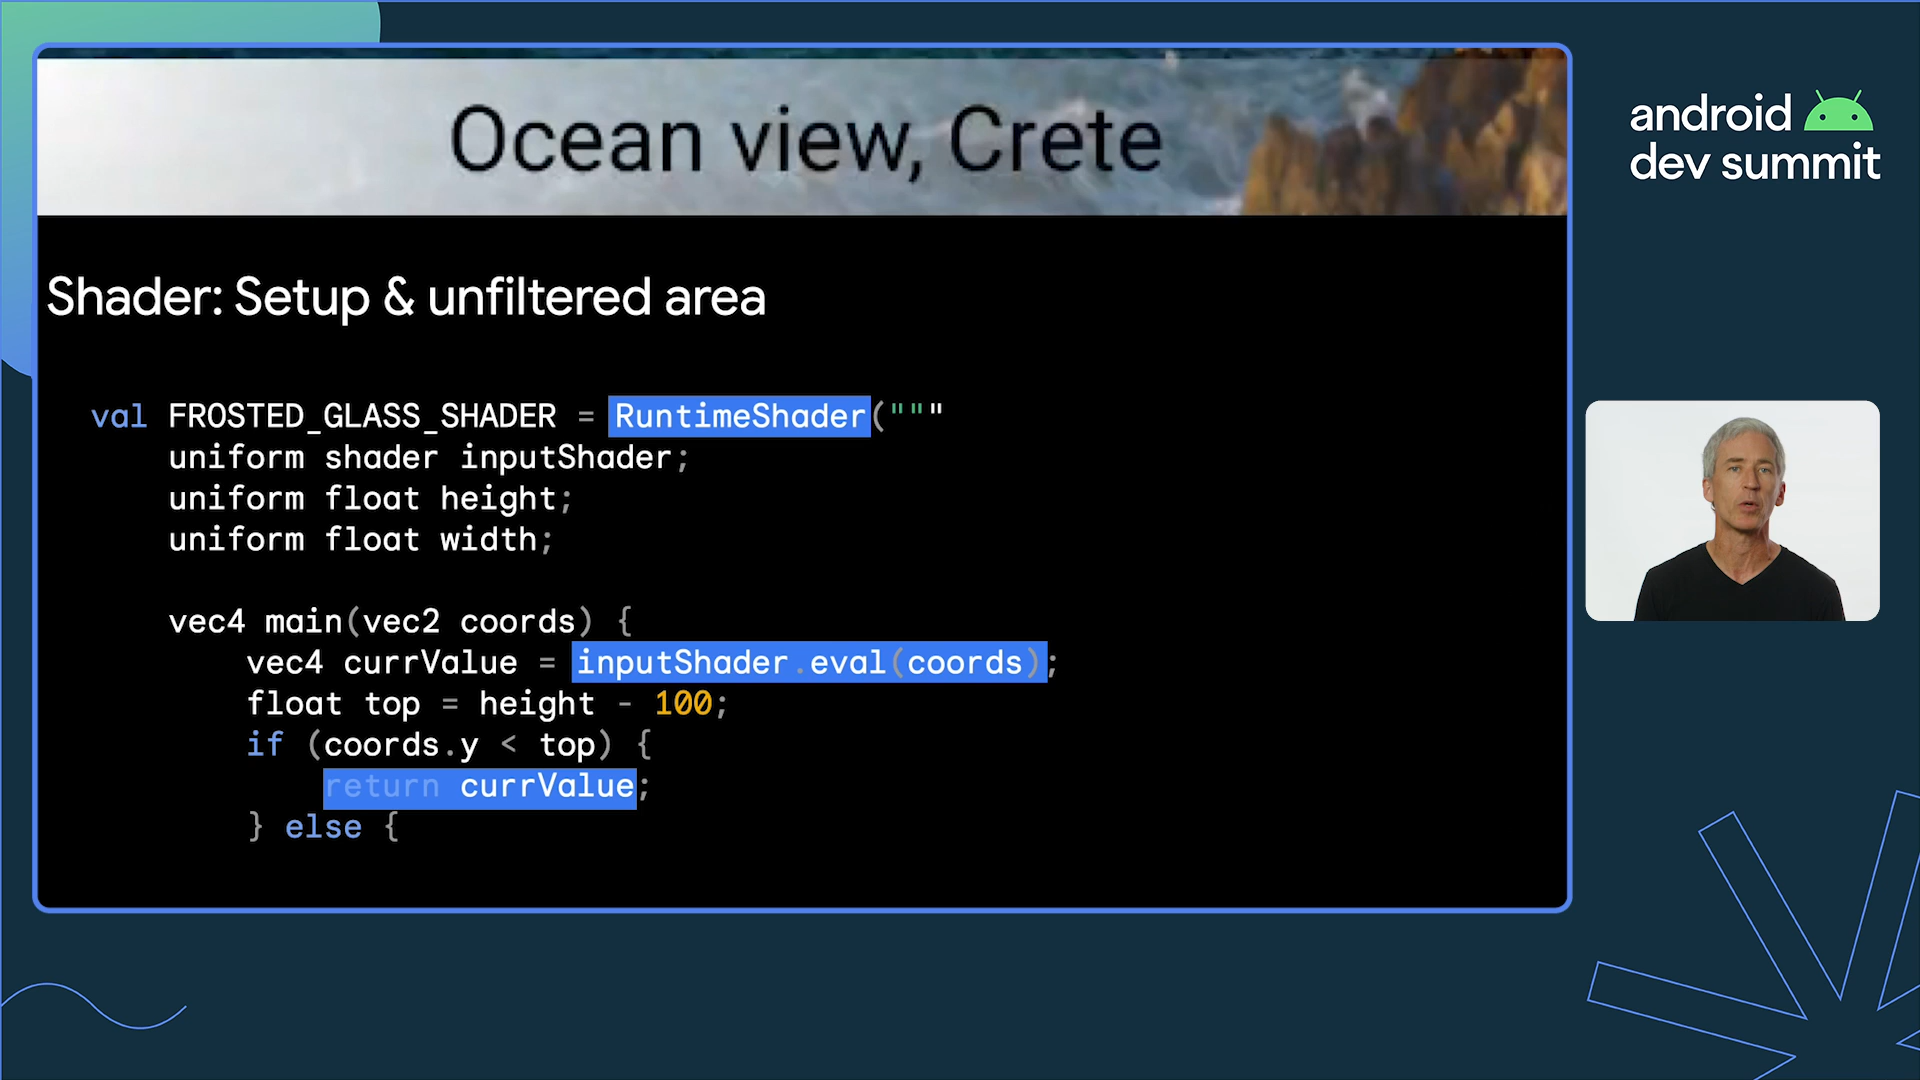 Ocean view, Crete
android
dev summit
Shader: Setup & unfiltered area
val FROSTED_GLASS_SHADER = RuntimeShader("""
uniform shader inputShader;
uniform float height;
uniform float width;
vec4 main(vec2 coords) {
vec4 currValue = inputShader.eval(coords);
float top = height - 100;
if (coords.y < top) {
return currValue;
} else {